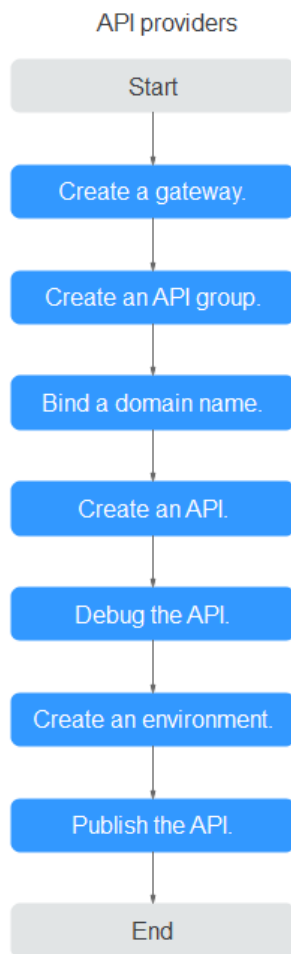 API providers
Start
Create a gateway.
Create an API group.
Bind a domain name.
Create an API.
Debug the API.
Create an environment.
Publish the API.
End